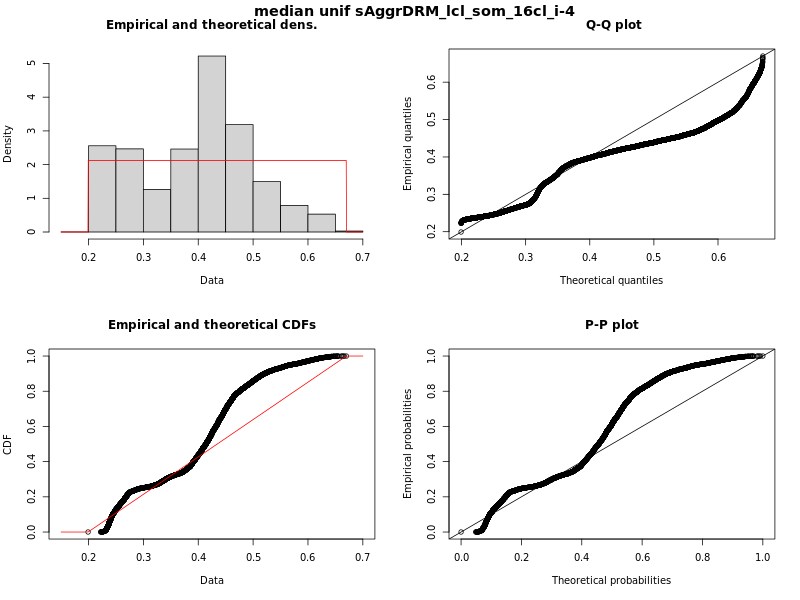 median unif sAggrDRM_lcl_som_16cl_i-4
Empirical and theoretical dens.
Density
0 1 2 3 4 5
0.2 0.3 0.4 0.5 0.6 0.7
Data
Q-Q plot
Empirical quantiles
0.2 0.3 0.4 0.5 0.6
0.2 0.3 0.4 0.5 0.6
Theoretical quantiles
Empirical and theoretical CDFs
CDF
0.0 0.2 0.4 0.6 0.8 1.0
0.2 0.3 0.4 0.5 0.6 0.7
Data
P-P plot
Empirical probabilities
0.0 0.2 0.4 0.6 0.8 1.0
0.0 0.2 0.4 0.6 0.8 1.0
Theoretical probabilities